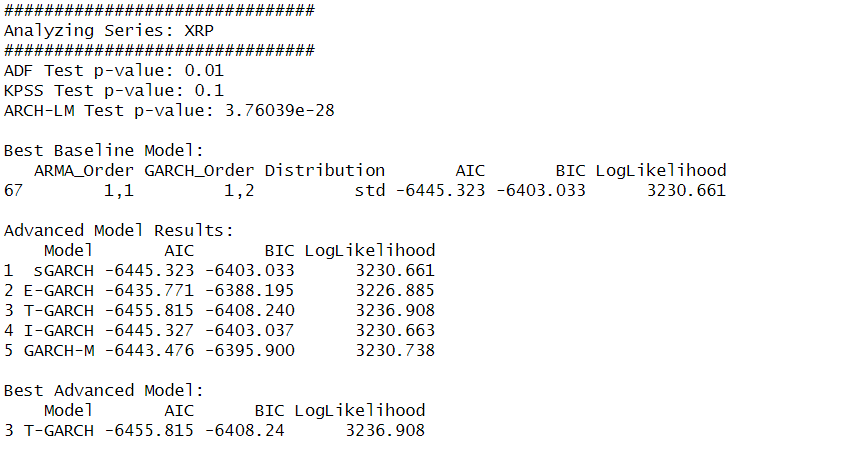 ###############################
Analyzing Series: XRP
###############################
ADF Test p-value: 0.01
KPSS Test p-value: 0.1
ARCH-LM Test p-value: 3.76039e-28

Best Baseline Model:
   ARMA_Order GARCH_Order Distribution       AIC       BIC LogLikelihood
67        1,1         1,2          std -6445.323 -6403.033      3230.661

Advanced Model Results:
    Model       AIC       BIC LogLikelihood
1  sGARCH -6445.323 -6403.033      3230.661
2 E-GARCH -6435.771 -6388.195      3226.885
3 T-GARCH -6455.815 -6408.240      3236.908
4 I-GARCH -6445.327 -6403.037      3230.663
5 GARCH-M -6443.476 -6395.900      3230.738

Best Advanced Model:
    Model       AIC      BIC LogLikelihood
3 T-GARCH -6455.815 -6408.24      3236.908